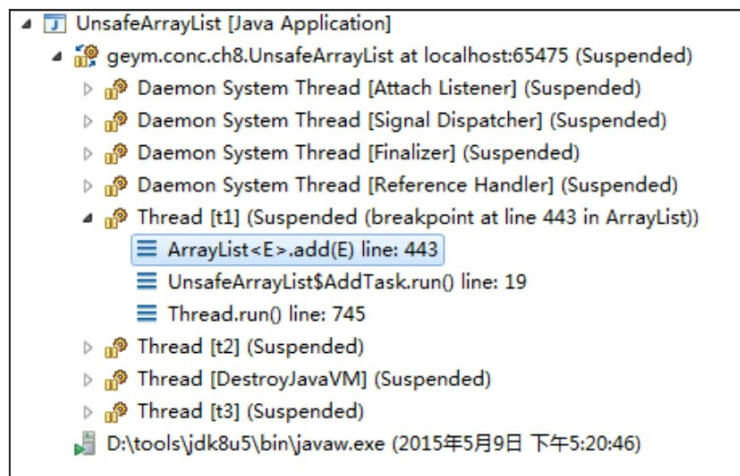 UnsafeArrayList [Java Application]
geym.conc.ch8.UnsafeArrayList at localhost:65475 (Suspended)
Daemon System Thread [Attach Listener] (Suspended)
Daemon System Thread [Signal Dispatcher] (Suspended)
Daemon System Thread [Finalizer] (Suspended)
Daemon System Thread [Reference Handler] (Suspended)
Thread [t1] (Suspended (breakpoint at line 443 in ArrayList))
ArrayList<E>.add(E) line: 443
UnsafeArrayList$AddTask.run() line: 19
Thread.run() line: 745
Thread [t2] (Suspended)
Thread [DestroyJavaVM] (Suspended)
Thread [t3] (Suspended)
D:\tools\jdk8u5\bin\javaw.exe (2015年5月9日 下午5:20:46)